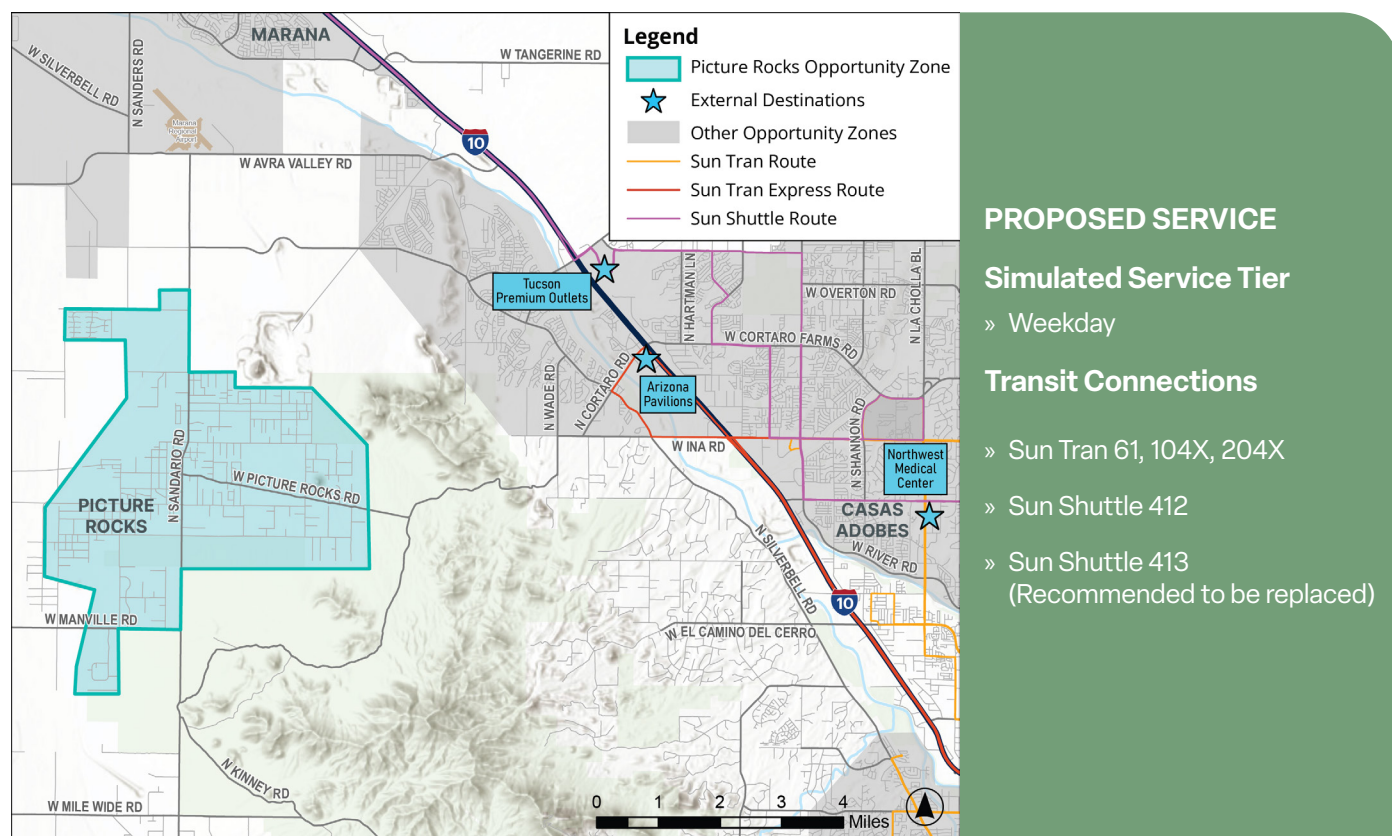 MARANA
W TANGERINE RD
W SILVERBELL RD
N SANDERS RD
Marana
Regional
Airport
10
W AVRA VALLEY RD
Legend
Picture Rocks Opportunity Zone
External Destinations
Other Opportunity Zones
Sun Tran Route
Sun Tran Express Route
Sun Shuttle Route
Tucson
Premium Outlets
N HARTMAN LN
W OVERTON RD
N LA CHOLLA BL
W CORTARO FARMS RD
N WADE RD
N CORTARO RD
Arizona
Pavilions
W INA RD
N SHANNON RD
Northwest
Medical
Center
CASAS
ADOBES
W RIVER RD
N SANDARIO RD
W PICTURE ROCKS RD
PICTURE
ROCKS
N SILVERBELL RD
10
W MANVILLE RD
W EL CAMINO DEL CERRO
N KINNEY RD
W MILE WIDE RD
0 1 2 3 4
Miles
PROPOSED SERVICE
Simulated Service Tier
» Weekday
Transit Connections
» Sun Tran 61, 104X, 204X
» Sun Shuttle 412
» Sun Shuttle 413
(Recommended to be replaced)